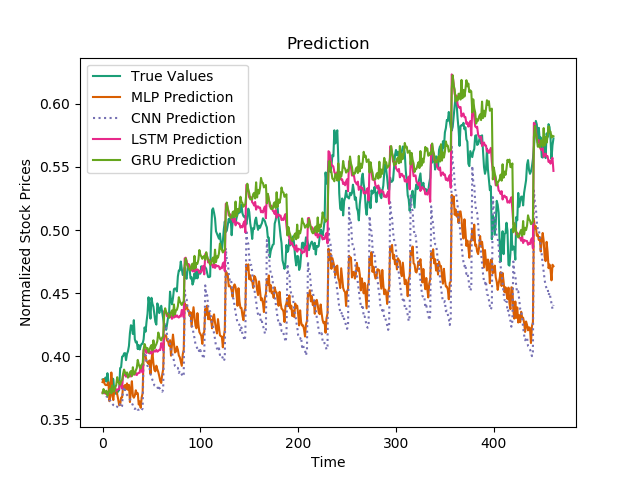 Prediction
True Values
MLP Prediction
CNN Prediction
LSTM Prediction
GRU Prediction
Normalized Stock Prices
0.60
0.55
0.50
0.45
0.40
0.35
0
100
200
300
400
Time